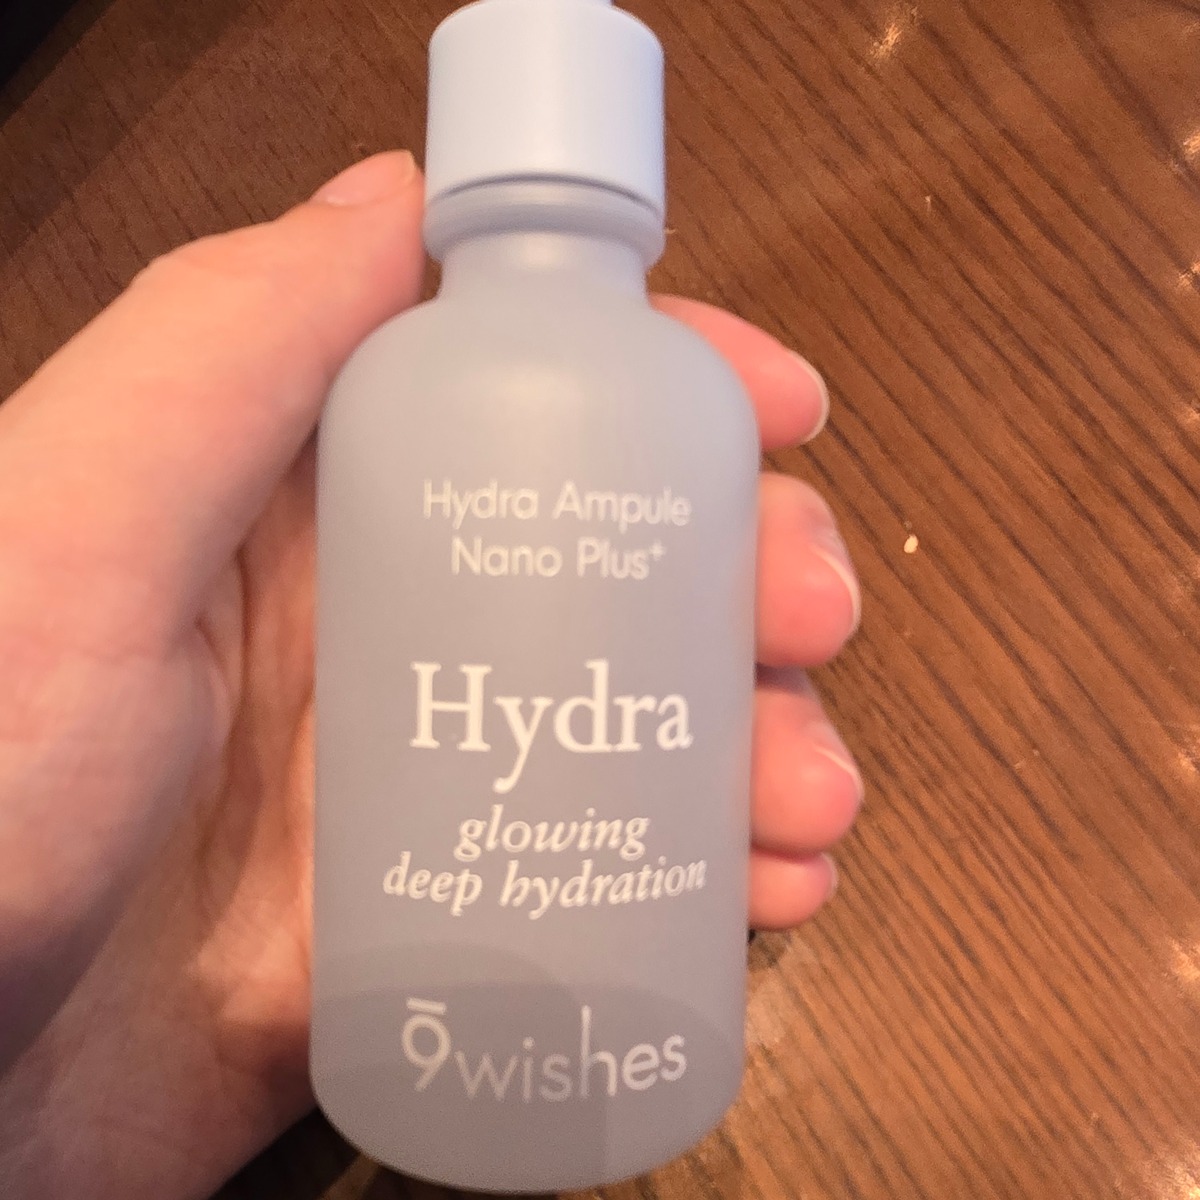 Hydra Ampule
Nano Plus+
Hydra
glowing
deep hydration
9wishes